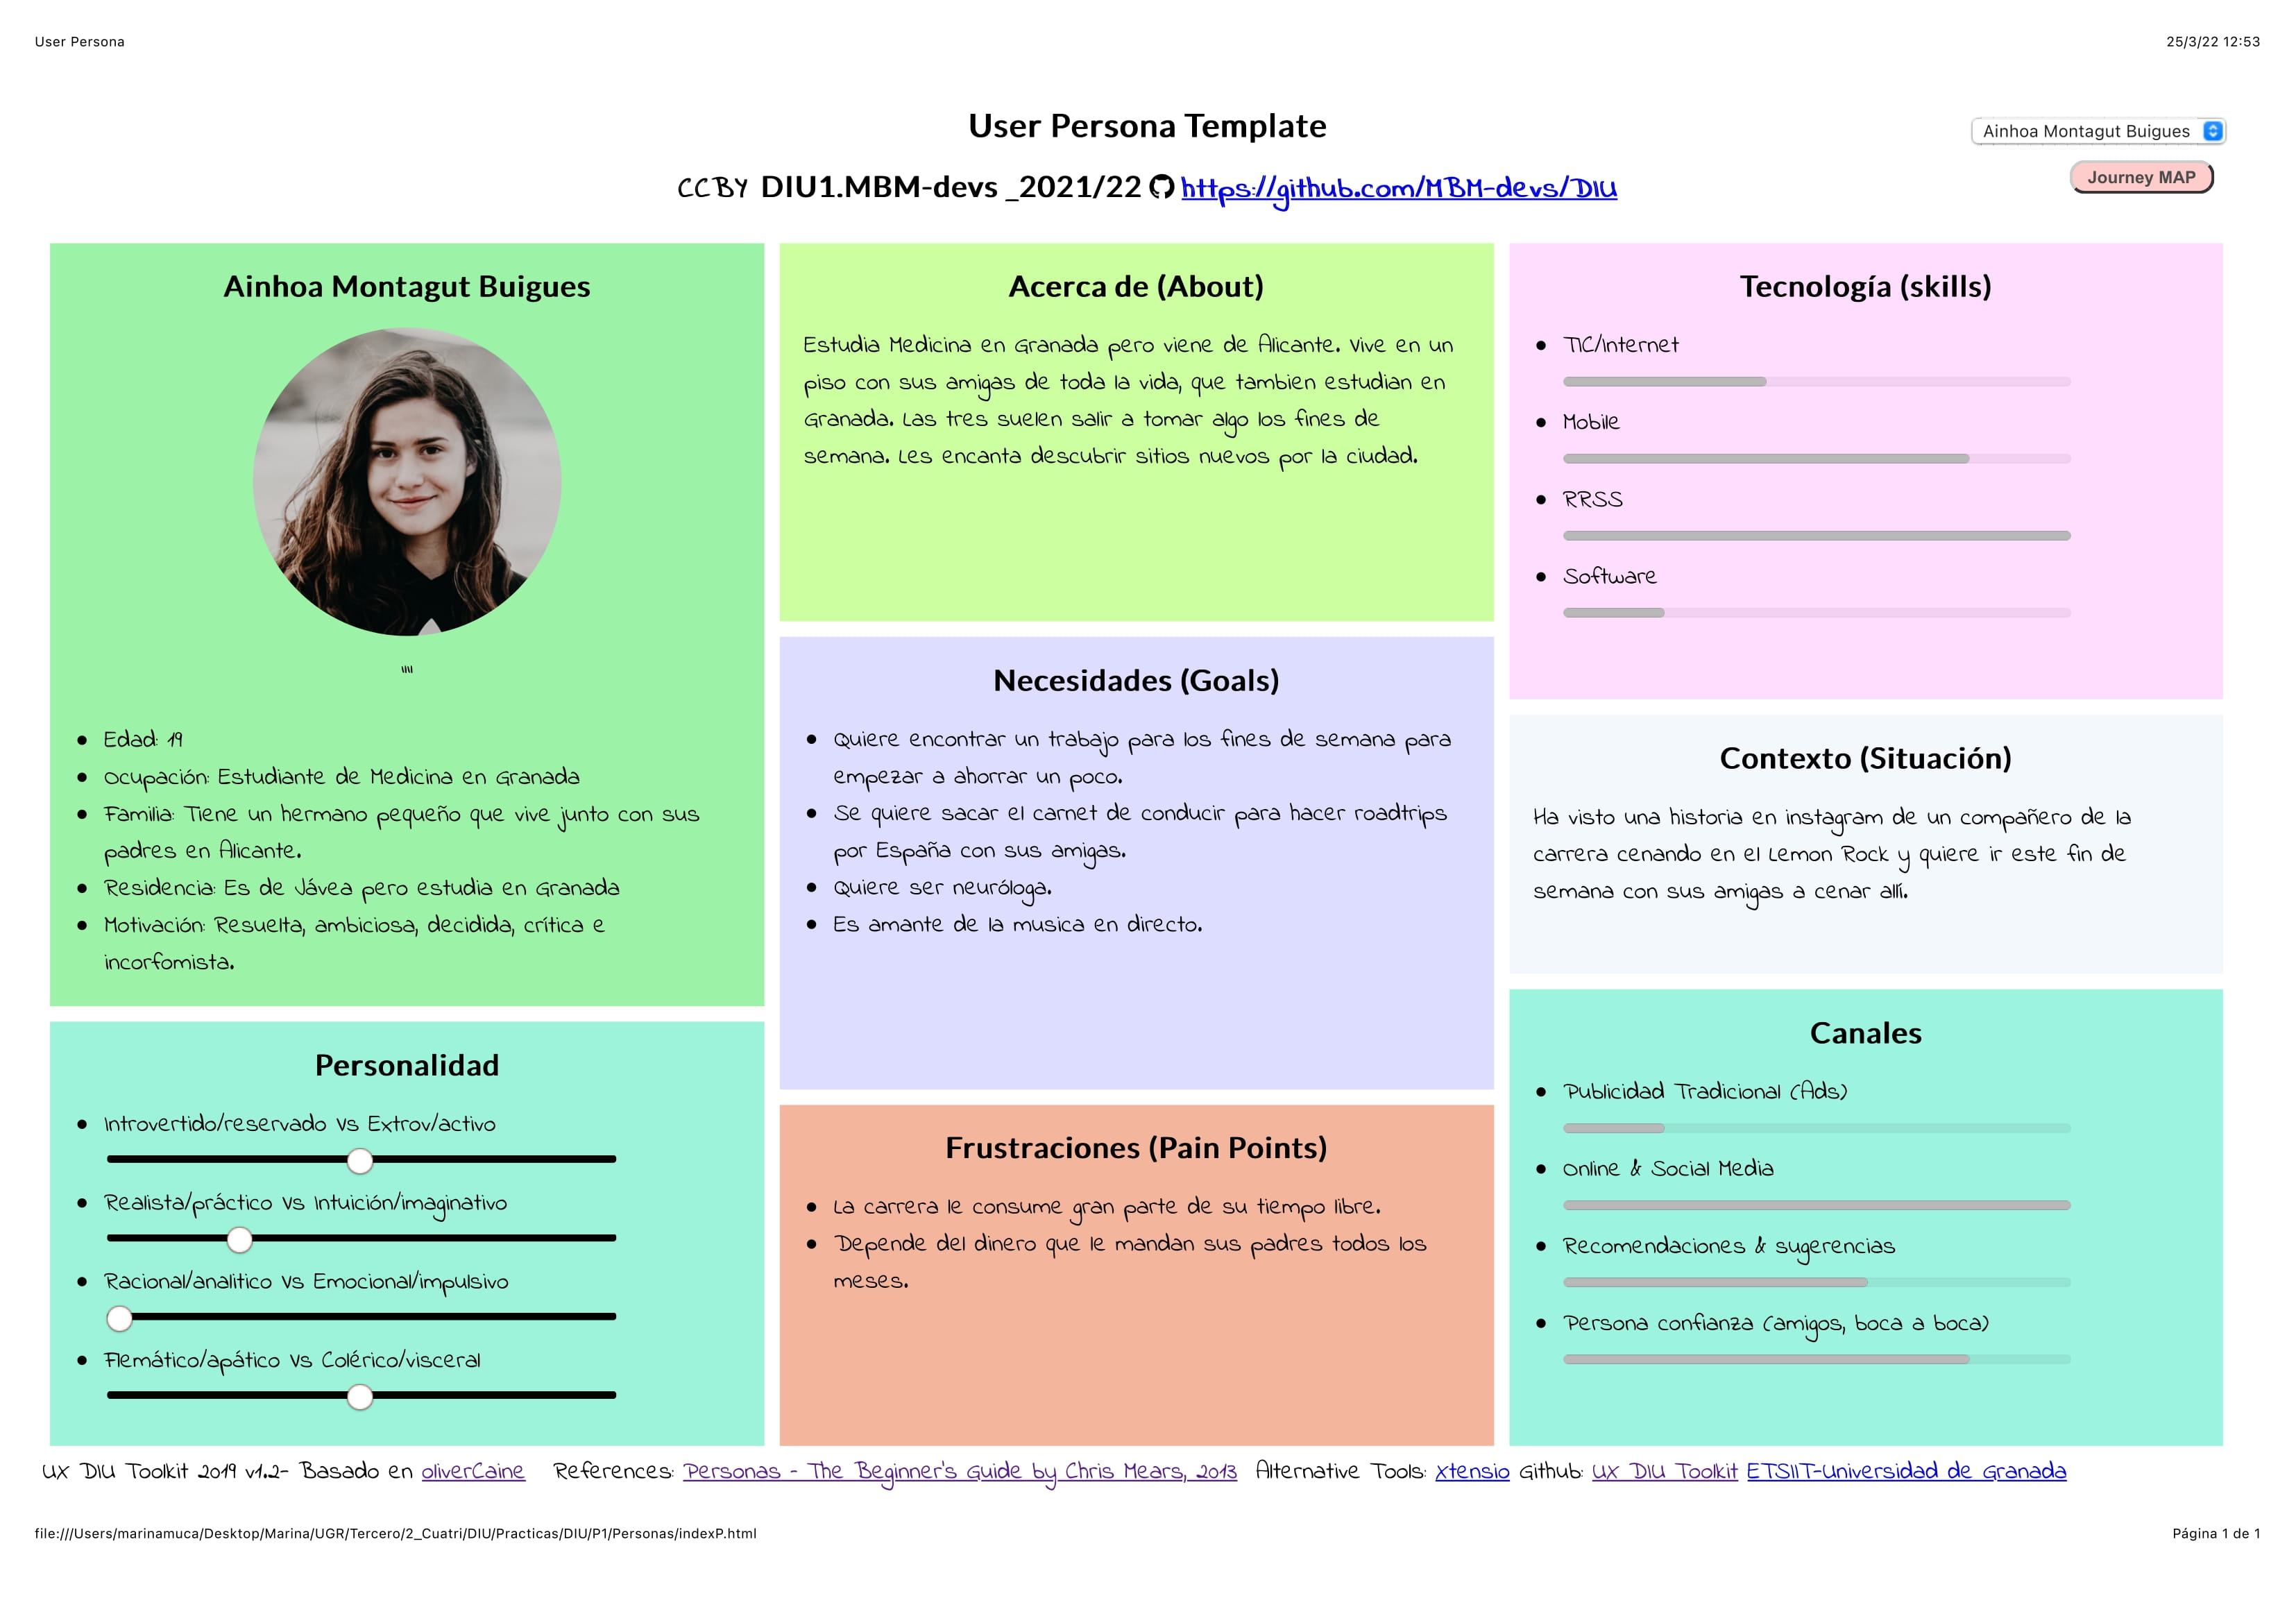 User Persona
25/3/22 12:53
User Persona Template
Ainhoa Montagut Buigues
CCBY DIU1.MBM-devs _2021/22 https://github.com/MBM-devs/DIU
Journey MAP
Ainhoa Montagut Buigues
""
Edad: 19
Ocupación: Estudiante de Medicina en Granada
Familia: Tiene un hermano pequeño que vive junto con sus
padres en Alicante.
Residencia: Es de Jávea pero estudia en Granada
Motivación: Resuelta, ambiciosa, decidida, crítica e
incorfomista.
Personalidad
Introvertido/reservado Vs Extrov/activo
Realista/práctico Vs Intuición/imaginativo
Racional/analitico Vs Emocional/impulsivo
Flemático/apático Vs Colérico/visceral
Acerca de (About)
Estudia Medicina en Granada pero viene de Alicante. Vive en un
piso con sus amigas de toda la vida, que tambien estudian en
Granada. Las tres suelen salir a tomar algo los fines de
semana. Les encanta descubrir sitios nuevos por la ciudad.
Necesidades (Goals)
Quiere encontrar un trabajo para los fines de semana para
empezar a ahorrar un poco.
Se quiere sacar el carnet de conducir para hacer roadtrips
por España con sus amigas.
Quiere ser neuróloga.
Es amante de la musica en directo.
Frustraciones (Pain Points)
La carrera le consume gran parte de su tiempo libre.
Depende del dinero que le mandan sus padres todos los
meses.
Tecnología (skills)
TIC/internet
Mobile
RRSS
Software
Contexto (Situación)
Ha visto una historia en instagram de un compañero de la
carrera cenando en el Lemon Rock y quiere ir este fin de
semana con sus amigas a cenar allí.
Canales
Publicidad Tradicional (Ads)
Online & Social Media
Recomendaciones & sugerencias
Persona confianza (amigos, boca a boca)
UX DIU Toolkit 2019 v1.2- Basado en oliverCaine References: Personas - The Beginner's Guide by Chris Mears, 2013 Alternative Tools: Xtensio Github: UX DIU Toolkit ETSIIT-Universidad de Granada
file:///Users/marinamuca/Desktop/Marina/UGR/Tercero/2_Cuatri/DIU/Practicas/DIU/P1/Personas/indexP.html
Página 1 de 1